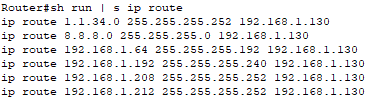 Router#sh run | s ip route
ip route 1.1.34.0 255.255.255.252 192.168.1.130
ip route 8.8.8.0 255.255.255.0 192.168.1.130
ip route 192.168.1.64 255.255.255.192 192.168.1.130
ip route 192.168.1.192 255.255.255.240 192.168.1.130
ip route 192.168.1.208 255.255.255.252 192.168.1.130
ip route 192.168.1.212 255.255.255.252 192.168.1.130